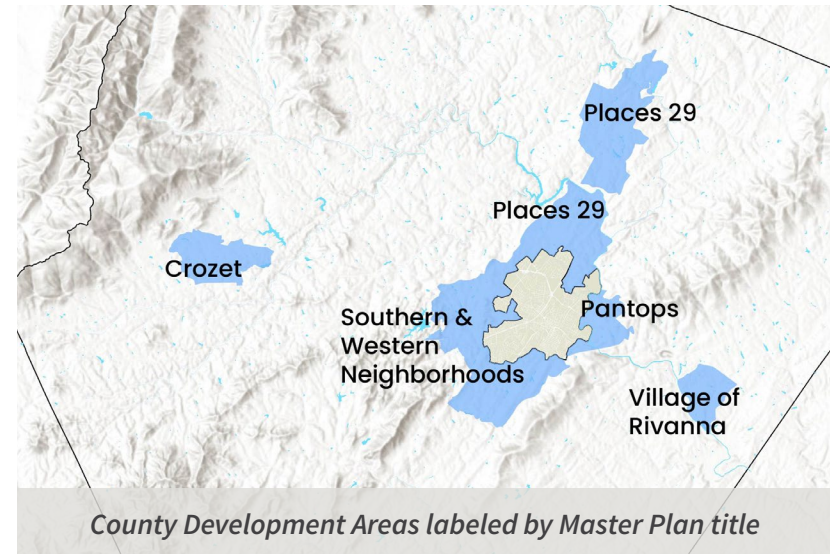 Places 29
Places 29
Crozet
Pantops
Southern &
Western
Neighborhoods
Village of
Rivanna
County Development Areas labeled by Master Plan title